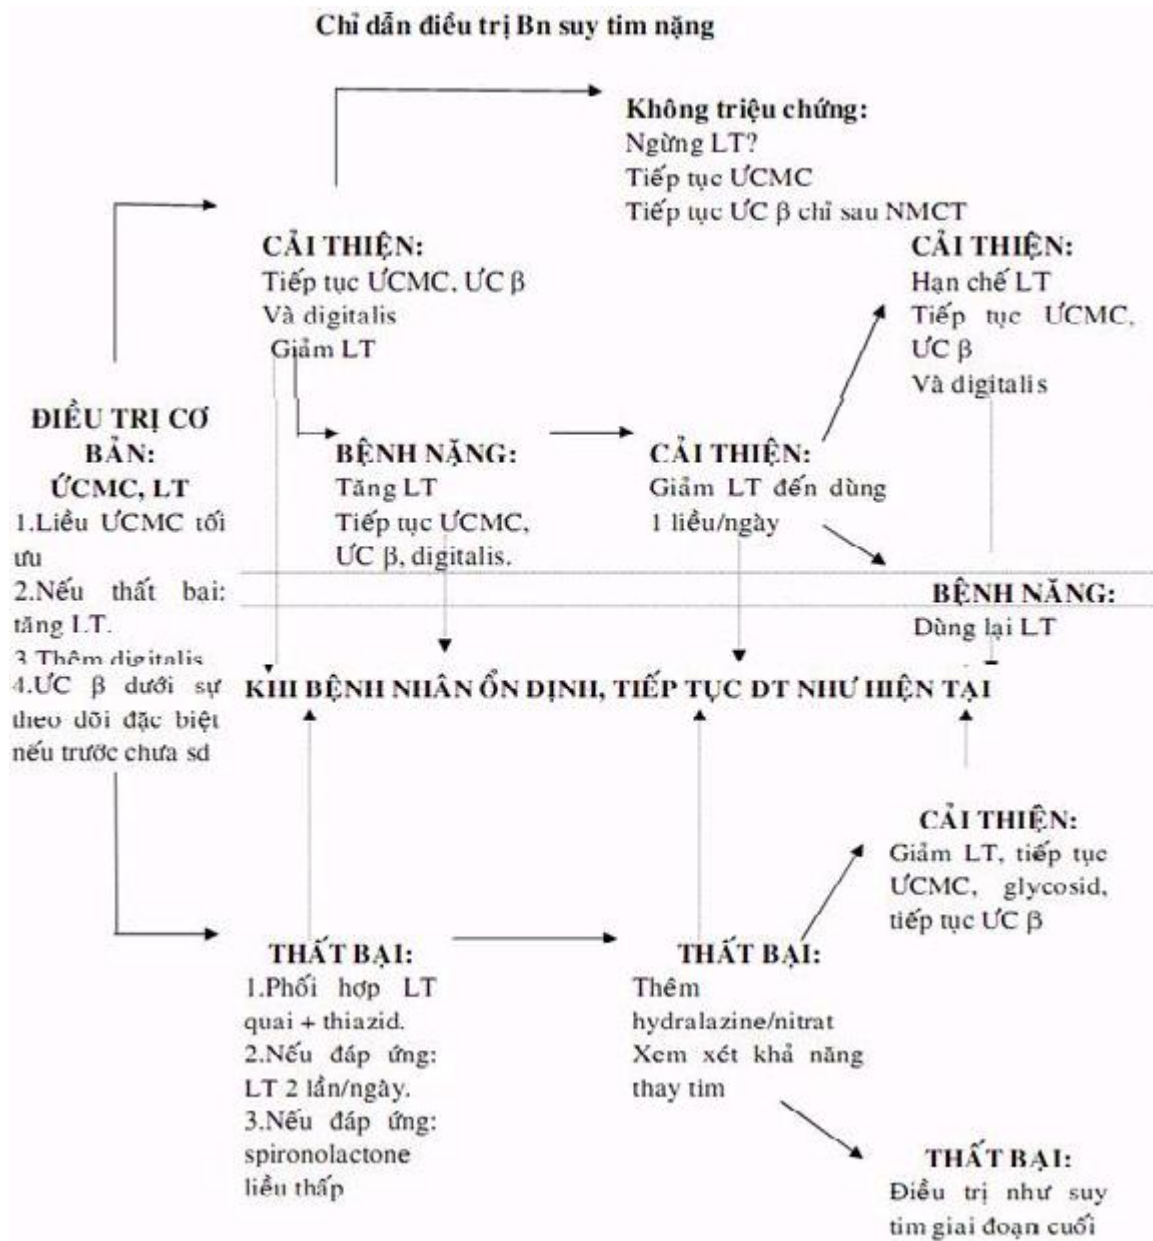 Chỉ dẫn điều trị Bn suy tim nặng
Không triệu chứng:
Ngừng LT?
Tiếp tục ƯCMC
Tiếp tục ƯC β chỉ sau NMCT
CẢI THIỆN:
Tiếp tục ƯCMC, ƯC β
Và digitalis
Giảm LT
CẢI THIỆN:
Hạn chế LT
Tiếp tục ƯCMC,
ƯC β
Và digitalis
ĐIỀU TRỊ CƠ
BẢN:
ỨCMC, LT
1.Liều ƯCMC tối
ưu
2.Nếu thất bại:
tăng LT.
3.Thêm digitalis
4.ƯC β dưới sự
theo dõi đặc biệt
nếu trước chưa sd
BỆNH NẶNG:
Tăng LT
Tiếp tục ƯCMC,
ƯC β, digitalis.
CẢI THIỆN:
Giảm LT đến dùng
1 liều/ngày
BỆNH NẶNG:
Dùng lại LT
KHI BỆNH NHÂN ỔN ĐỊNH, TIẾP TỤC ĐT NHƯ HIỆN TẠI
CẢI THIỆN:
Giảm LT, tiếp tục
ƯCMC, glycosid,
tiếp tục ƯC β
THẤT BẠI:
1.Phối hợp LT
quai + thiazid.
2.Nếu đáp ứng:
LT 2 lần/ngày.
3.Nếu đáp ứng:
spironolactone
liều thấp
THẤT BẠI:
Thêm
hydralazine/nitrat
Xem xét khả năng
thay tim
THẤT BẠI:
Điều trị như suy
tim giai đoạn cuối